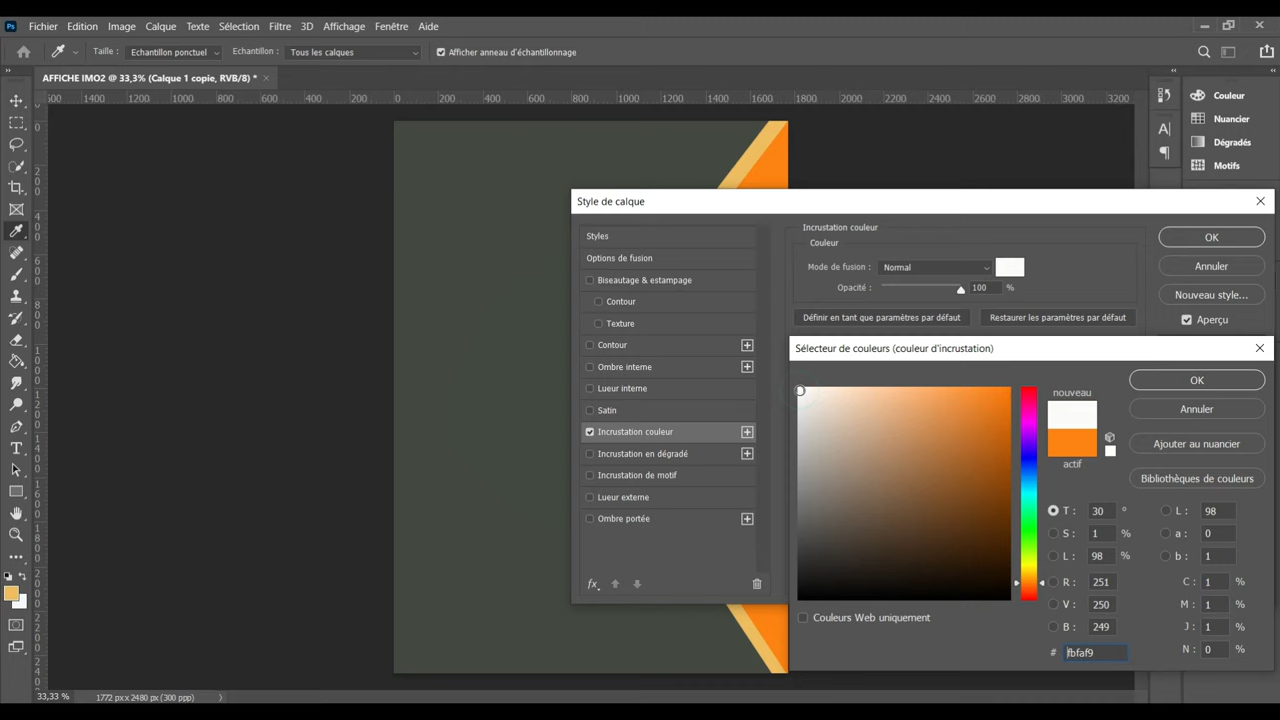 Ps Fichier Edition Image Calque Texte Sélection Filtre 3D Affichage Fenêtre Aide
Taille : Echantillon ponctuel Echantillon : Tous les calques Afficher anneau d'échantillonnage
AFFICHE IMO2 @ 33,3% (Calque 1 copie, RVB/8) *
1400 1200 1000 800 600 400 200 0 200 400 600 800 1000 1200 1400 1600 1800 2000 2200 2400 2600 2800 3000 3200
Couleur
Nuancier
Dégradés
Motifs
Style de calque
Styles
Options de fusion
Biseautage & estampage
Contour
Texture
Contour
Ombre interne
Lueur interne
Satin
Incrustation couleur
Incrustation en dégradé
Incrustation de motif
Lueur externe
Ombre portée
fx
Incrustation couleur
Couleur
Mode de fusion : Normal
Opacité : 100 %
Définir en tant que paramètres par défaut Restaurer les paramètres par défaut
OK
Annuler
Nouveau style...
Aperçu
Sélecteur de couleurs (couleur d'incrustation)
nouveau
actif
OK
Annuler
Ajouter au nuancier
Bibliothèques de couleurs
T : 30 ° L : 98
S : 1 % a : 0
L : 98 % b : 1
R : 251 C : 1 %
V : 250 M : 1 %
B : 249 J : 1 %
# fbfaf9 N : 0 %
Couleurs Web uniquement
33,33 % 1772 px x 2480 px (300 ppp)